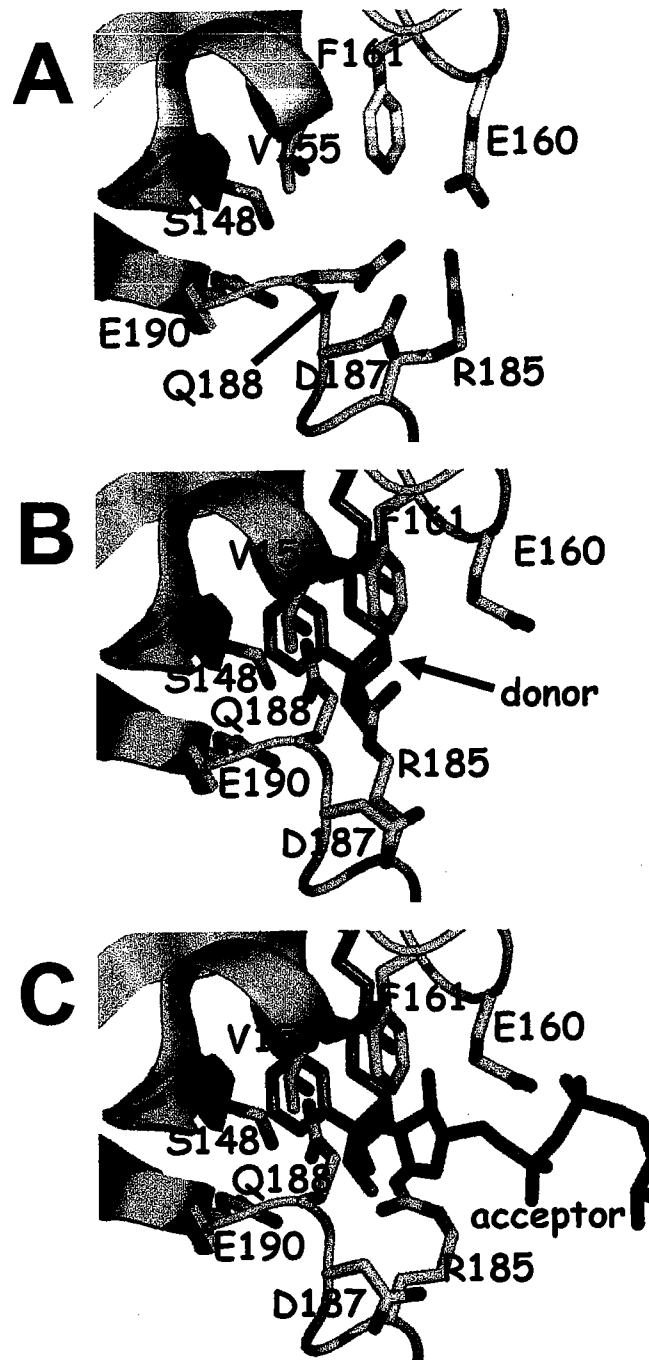 A
F161
V155
E160
S148
E190
Q188
D187
R185
B
F161
E160
S148
Q188
donor
E190
R185
D187
C
F161
E160
S148
Q188
acceptor
E190
R185
D187